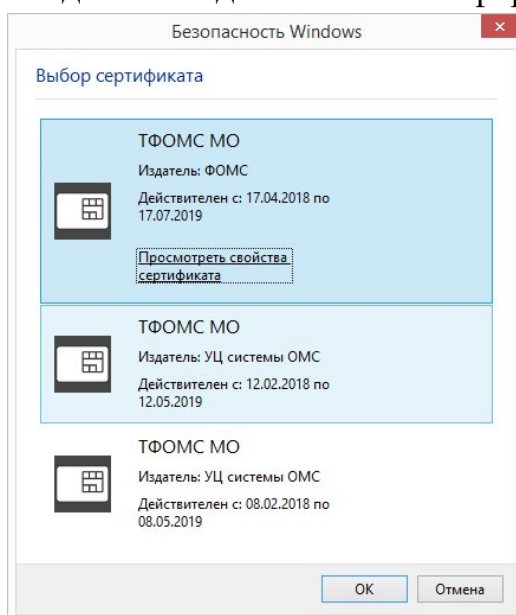 Безопасность Windows
Выбор сертификата
ТФОМС МО
Издатель: ФОМС
Действителен с: 17.04.2018 по
17.07.2019
Просмотреть свойства
сертификата
ТФОМС МО
Издатель: УЦ системы ОМС
Действителен с: 12.02.2018 по
12.05.2019
ТФОМС МО
Издатель: УЦ системы ОМС
Действителен с: 08.02.2018 по
08.05.2019
ОК
Отмена